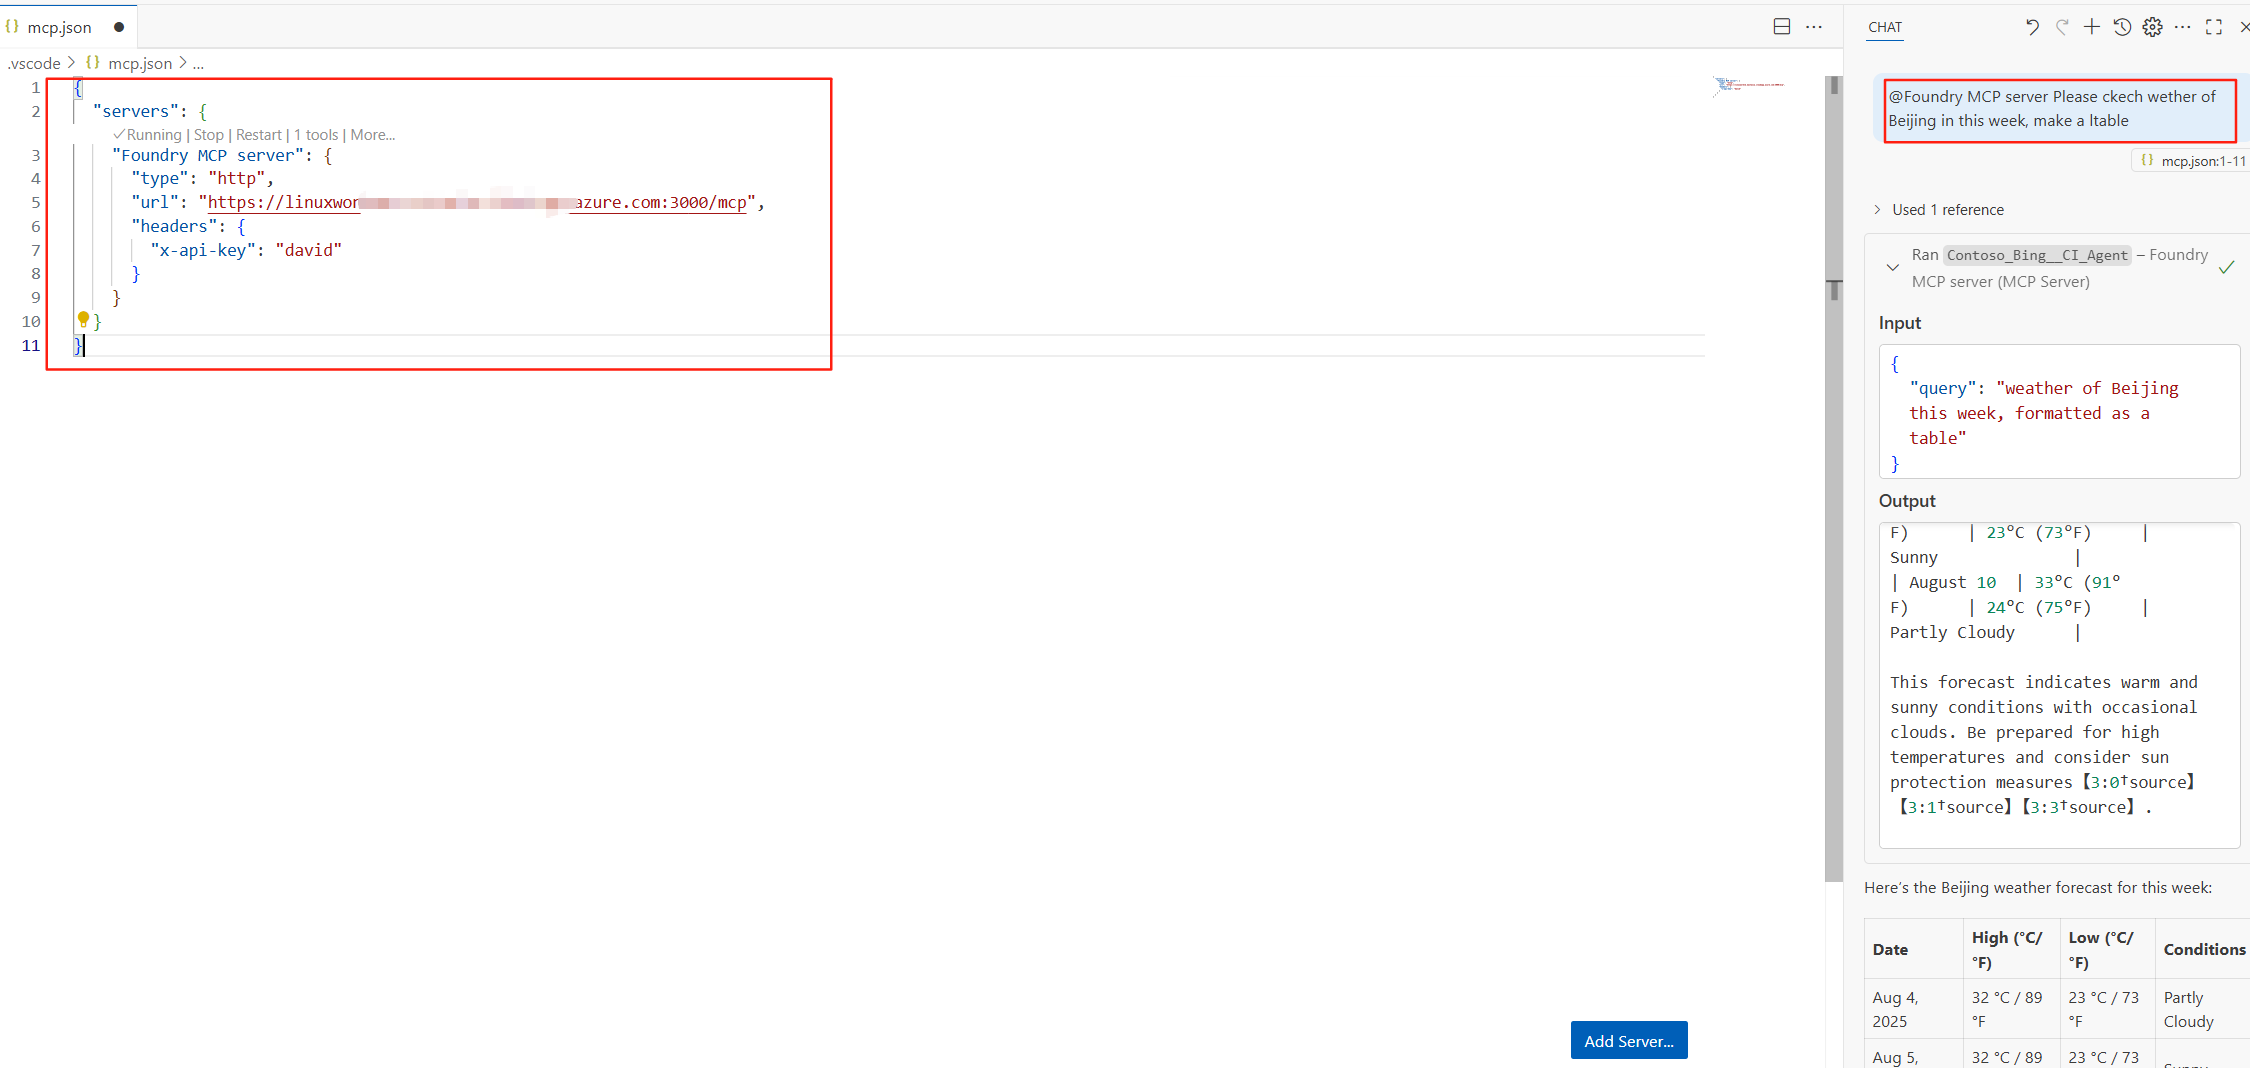 mcp.json
.vscode > {} mcp.json > ...
1 {
2 "servers": {
✓Running | Stop | Restart | 1 tools | More...
3 "Foundry MCP server": {
4 "type": "http",
5 "url": "https://linuxwor azure.com:3000/mcp",
6 "headers": {
7 "x-api-key": "david"
8 }
9 }
10 }
11 }
Add Server...
CHAT
@Foundry MCP server Please ckech wether of
Beijing in this week, make a ltable
{} mcp.json:1-11
> Used 1 reference
Ran Contoso_Bing__CI_Agent – Foundry
MCP server (MCP Server)
Input
{
"query": "weather of Beijing
this week, formatted as a
table"
}
Output
F) | 23°C (73°F) |
Sunny |
| August 10 | 33°C (91°
F) | 24°C (75°F) |
Partly Cloudy |
This forecast indicates warm and
sunny conditions with occasional
clouds. Be prepared for high
temperatures and consider sun
protection measures【3:0†source】
【3:1†source】【3:3†source】.
Here's the Beijing weather forecast for this week:
Date High (°C/°F) Low (°C/°F) Conditions
Aug 4, 2025 32 °C / 89 °F 23 °C / 73 °F Partly Cloudy
Aug 5, 32 °C / 89 23 °C / 73